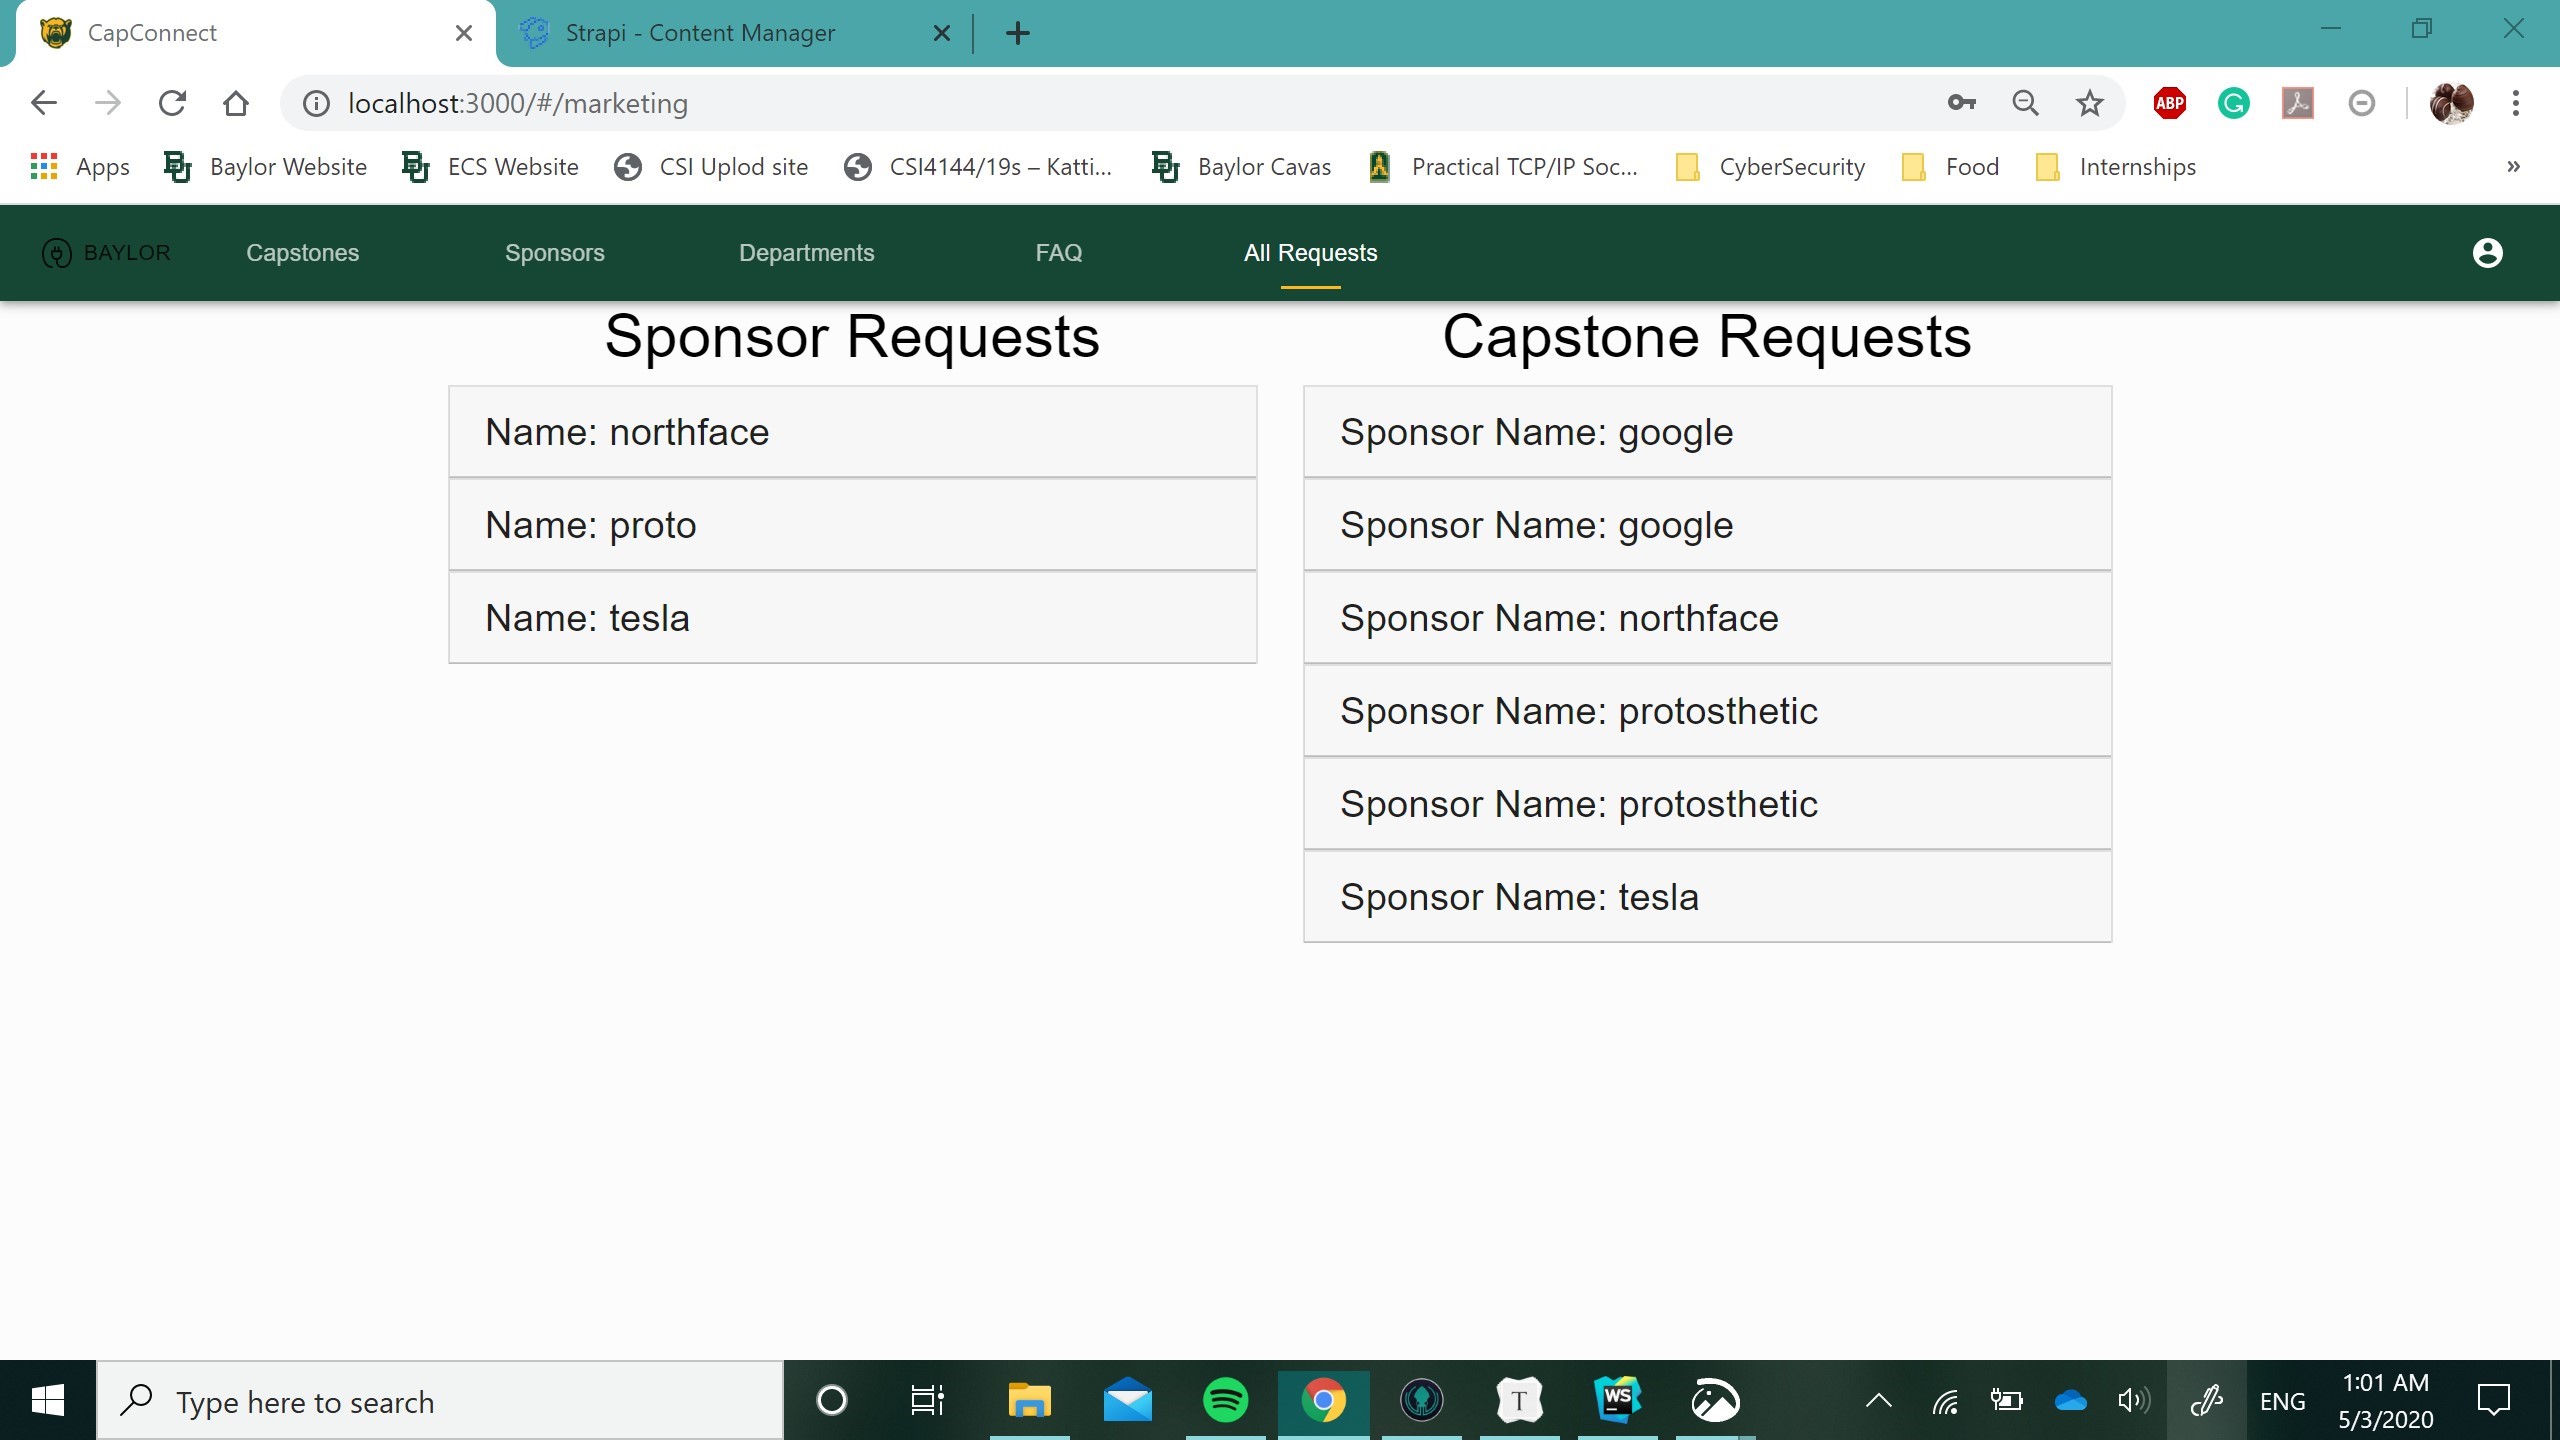 CapConnect
Strapi - Content Manager
localhost:3000/#/marketing
ABP
G
Apps
Baylor Website
ECS Website
CSI Uplod site
CSI4144/19s – Katti...
Baylor Cavas
Practical TCP/IP Soc...
CyberSecurity
Food
Internships
»
BAYLOR
Capstones
Sponsors
Departments
FAQ
All Requests
Sponsor Requests
Name: northface
Name: proto
Name: tesla
Capstone Requests
Sponsor Name: google
Sponsor Name: google
Sponsor Name: northface
Sponsor Name: protosthetic
Sponsor Name: protosthetic
Sponsor Name: tesla
Type here to search
T
WS
ENG
1:01 AM
5/3/2020